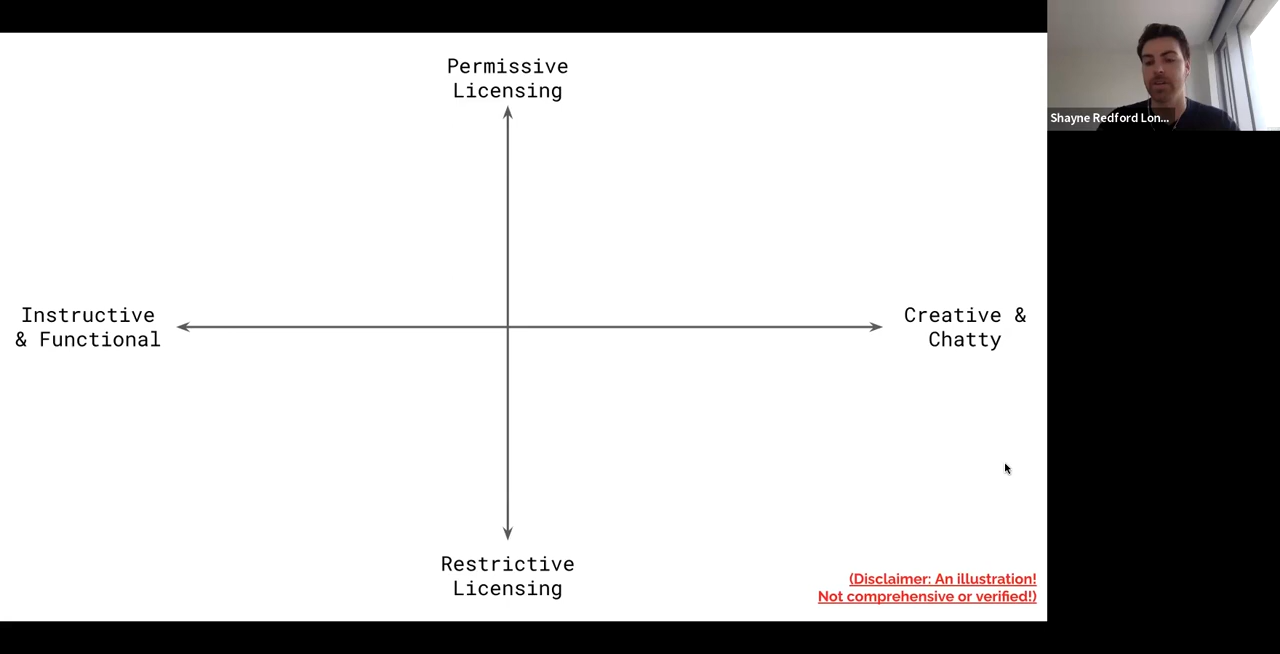 Permissive
Licensing
Shayne Redford Lon...
Instructive
& Functional
Creative &
Chatty
Restrictive
Licensing
(Disclaimer: An illustration!
Not comprehensive or verified!)